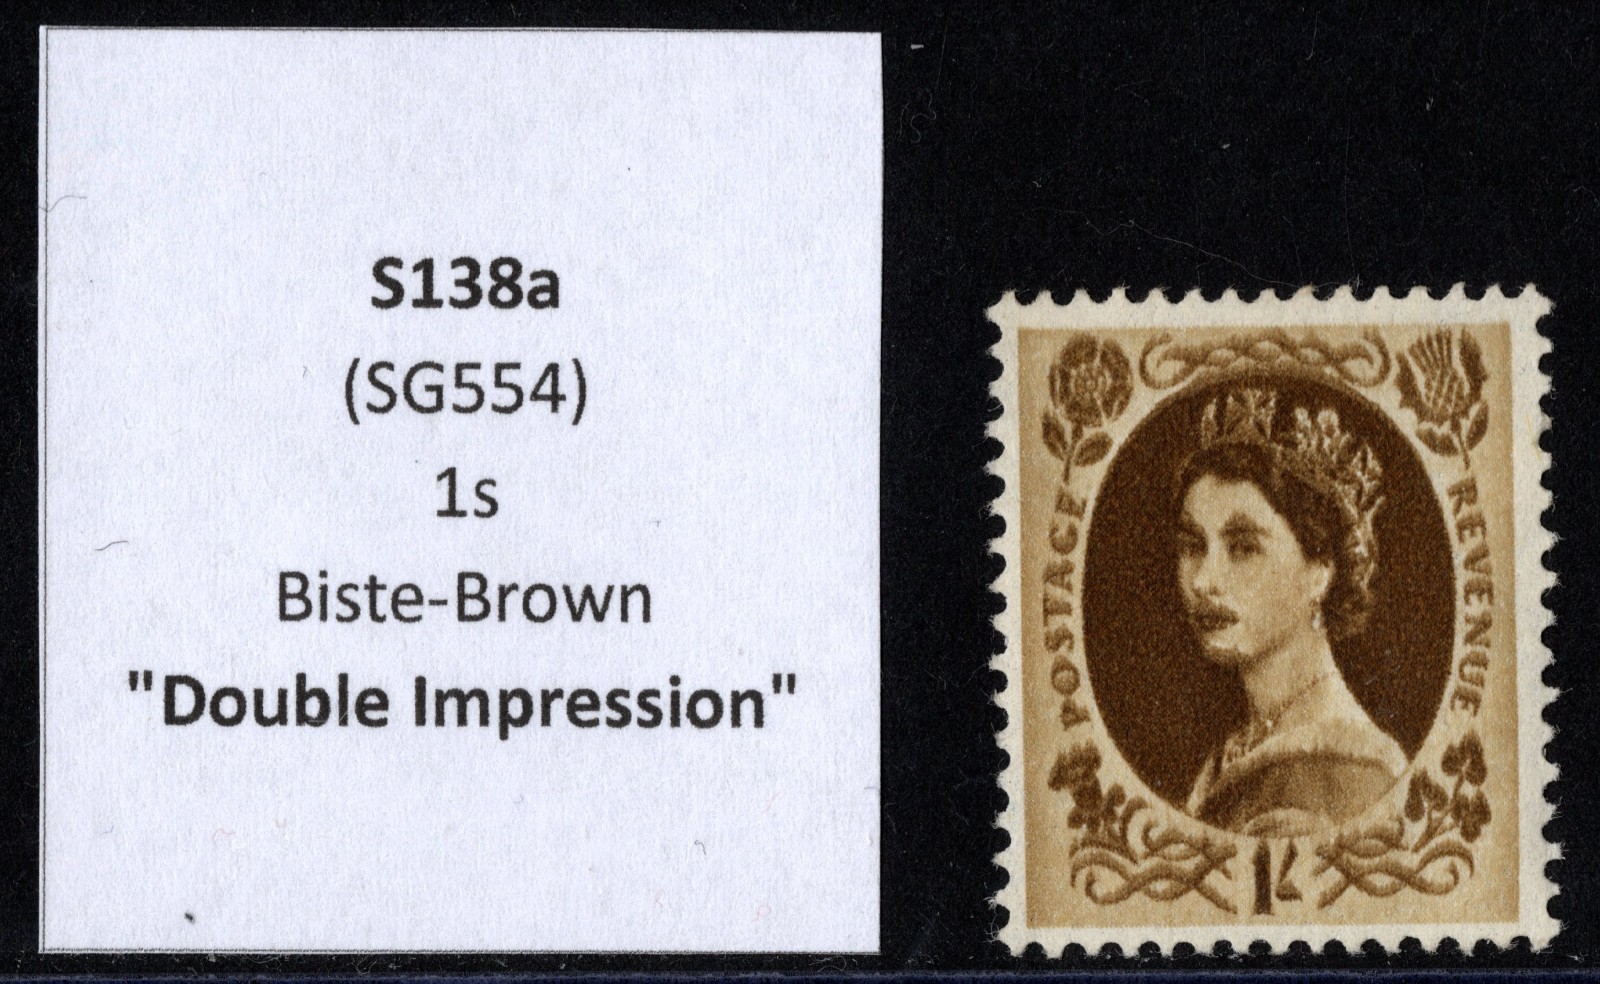 S138a
(SG554)
1s
Biste-Brown
"Double Impression"
POSTAGE
REVENUE
1/-